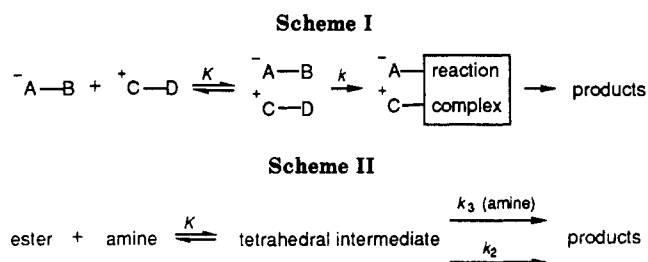 Scheme I
⁻A—B + ⁺C—D ⇌ K ⁻A—B ⁺C—D → k ⁻A— ⁺C— reaction complex → products
Scheme II
ester + amine ⇌ K tetrahedral intermediate k₃ (amine) k₂ products